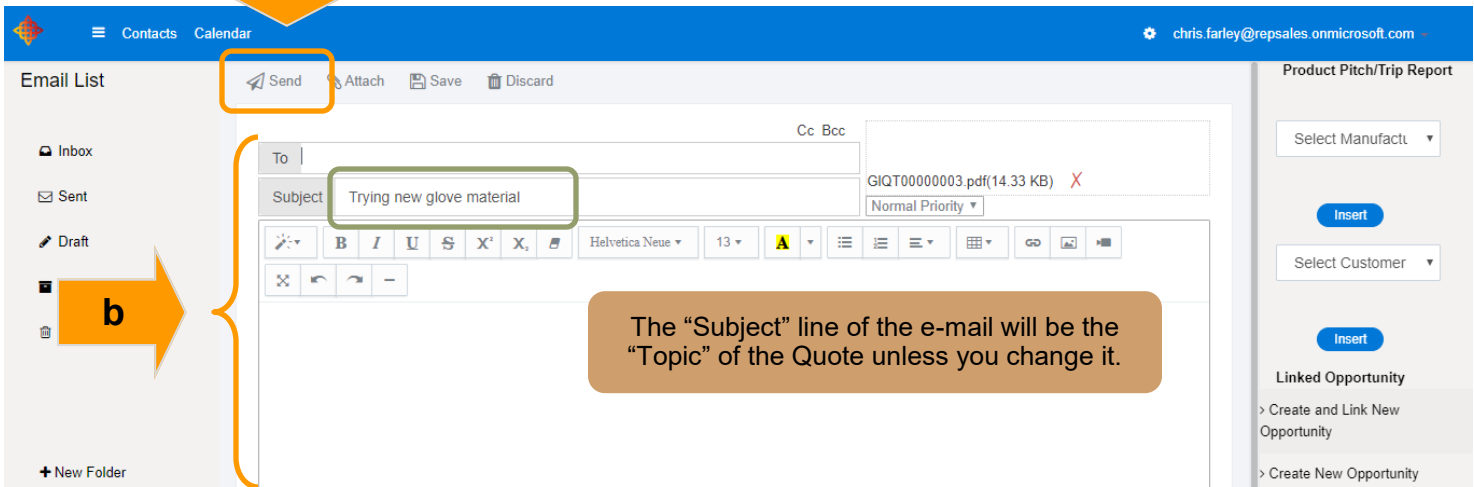 Contacts Calendar
chris.farley@repsales.onmicrosoft.com
Email List
Send Attach Save Discard
Product Pitch/Trip Report
Cc Bcc
Inbox
To
Select Manufactu
GIQT00000003.pdf(14.33 KB) X
Sent
Subject Trying new glove material
Normal Priority
Insert
Draft
B I U S X² X₂ Helvetica Neue 13 A
Select Customer
b
The “Subject” line of the e-mail will be the
“Topic” of the Quote unless you change it.
Insert
Linked Opportunity
> Create and Link New
Opportunity
+ New Folder
> Create New Opportunity